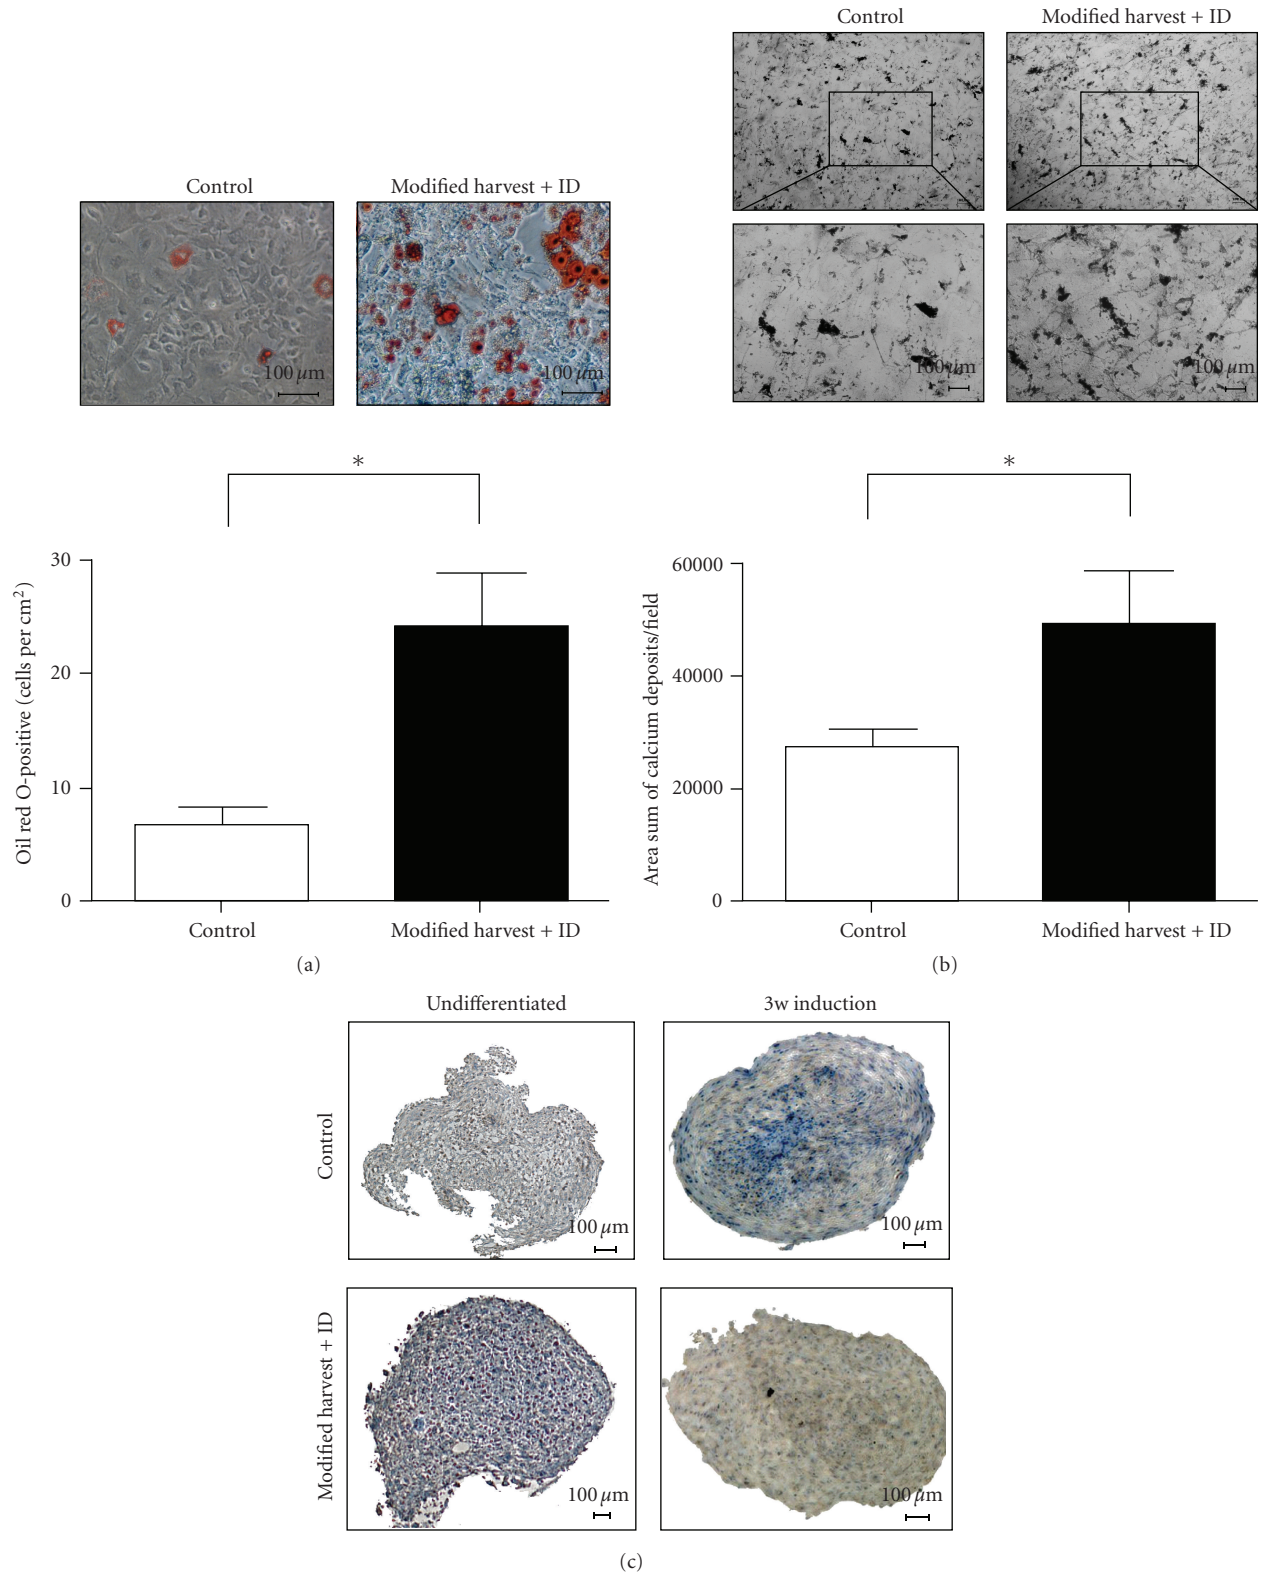 Control
Modified harvest + ID
Control
Modified harvest + ID
100 μm
100 μm
100 μm
100 μm
*
*
30
20
10
0
Oil red O-positive (cells per cm²)
Control
Modified harvest + ID
(a)
60000
40000
20000
0
Area sum of calcium deposits/field
Control
Modified harvest + ID
(b)
Undifferentiated
3w induction
Control
100 μm
100 μm
Modified harvest + ID
100 μm
100 μm
(c)